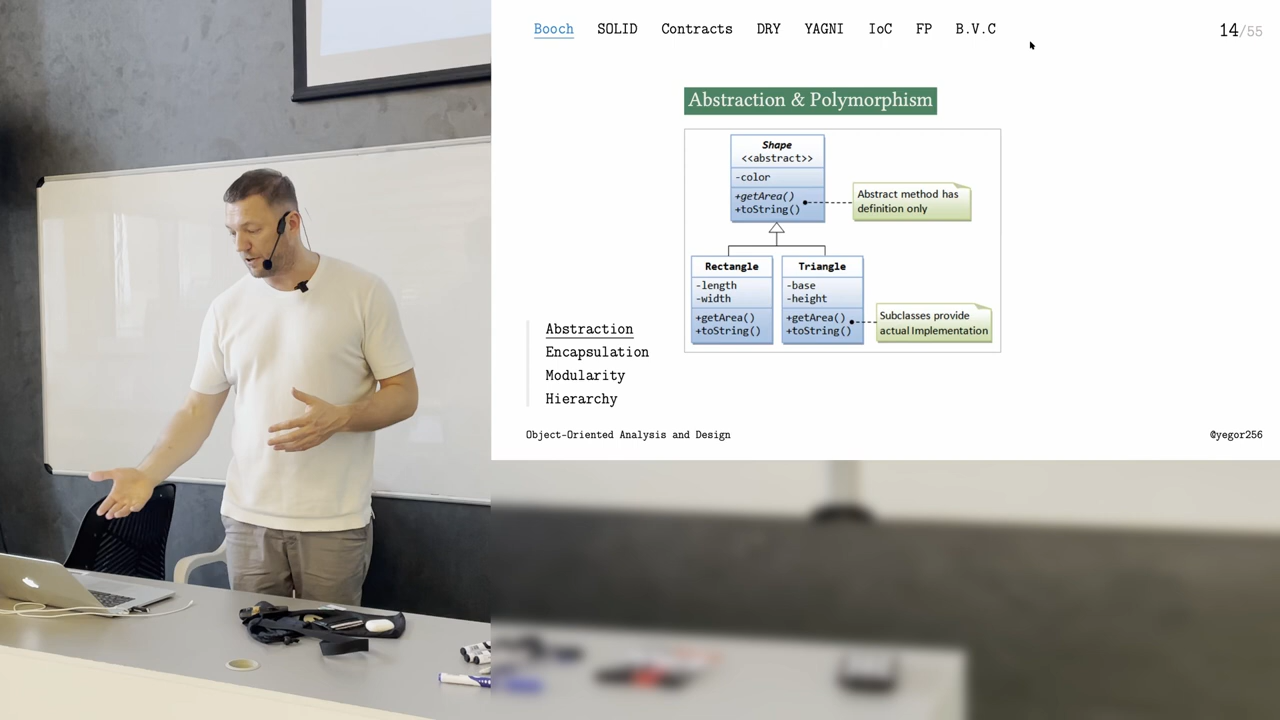 Booch SOLID Contracts DRY YAGNI IoC FP B.V.C
14/55
Abstraction & Polymorphism
Shape
<<abstract>>
-color
+getArea()
+toString()
Abstract method has
definition only
Rectangle
-length
-width
+getArea()
+toString()
Triangle
-base
-height
+getArea()
+toString()
Subclasses provide
actual Implementation
Abstraction
Encapsulation
Modularity
Hierarchy
Object-Oriented Analysis and Design
@yegor256